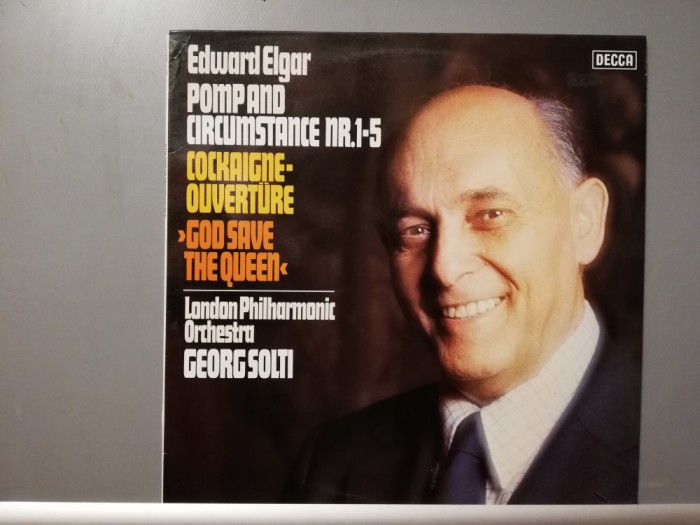 Edward Elgar
DECCA
POMP AND
CIRCUMSTANCE NR.1-5
COCKAIGNE-
OUVERTÜRE
›GOD SAVE
THE QUEEN‹
London Philharmonic
Orchestra
GEORG SOLTI